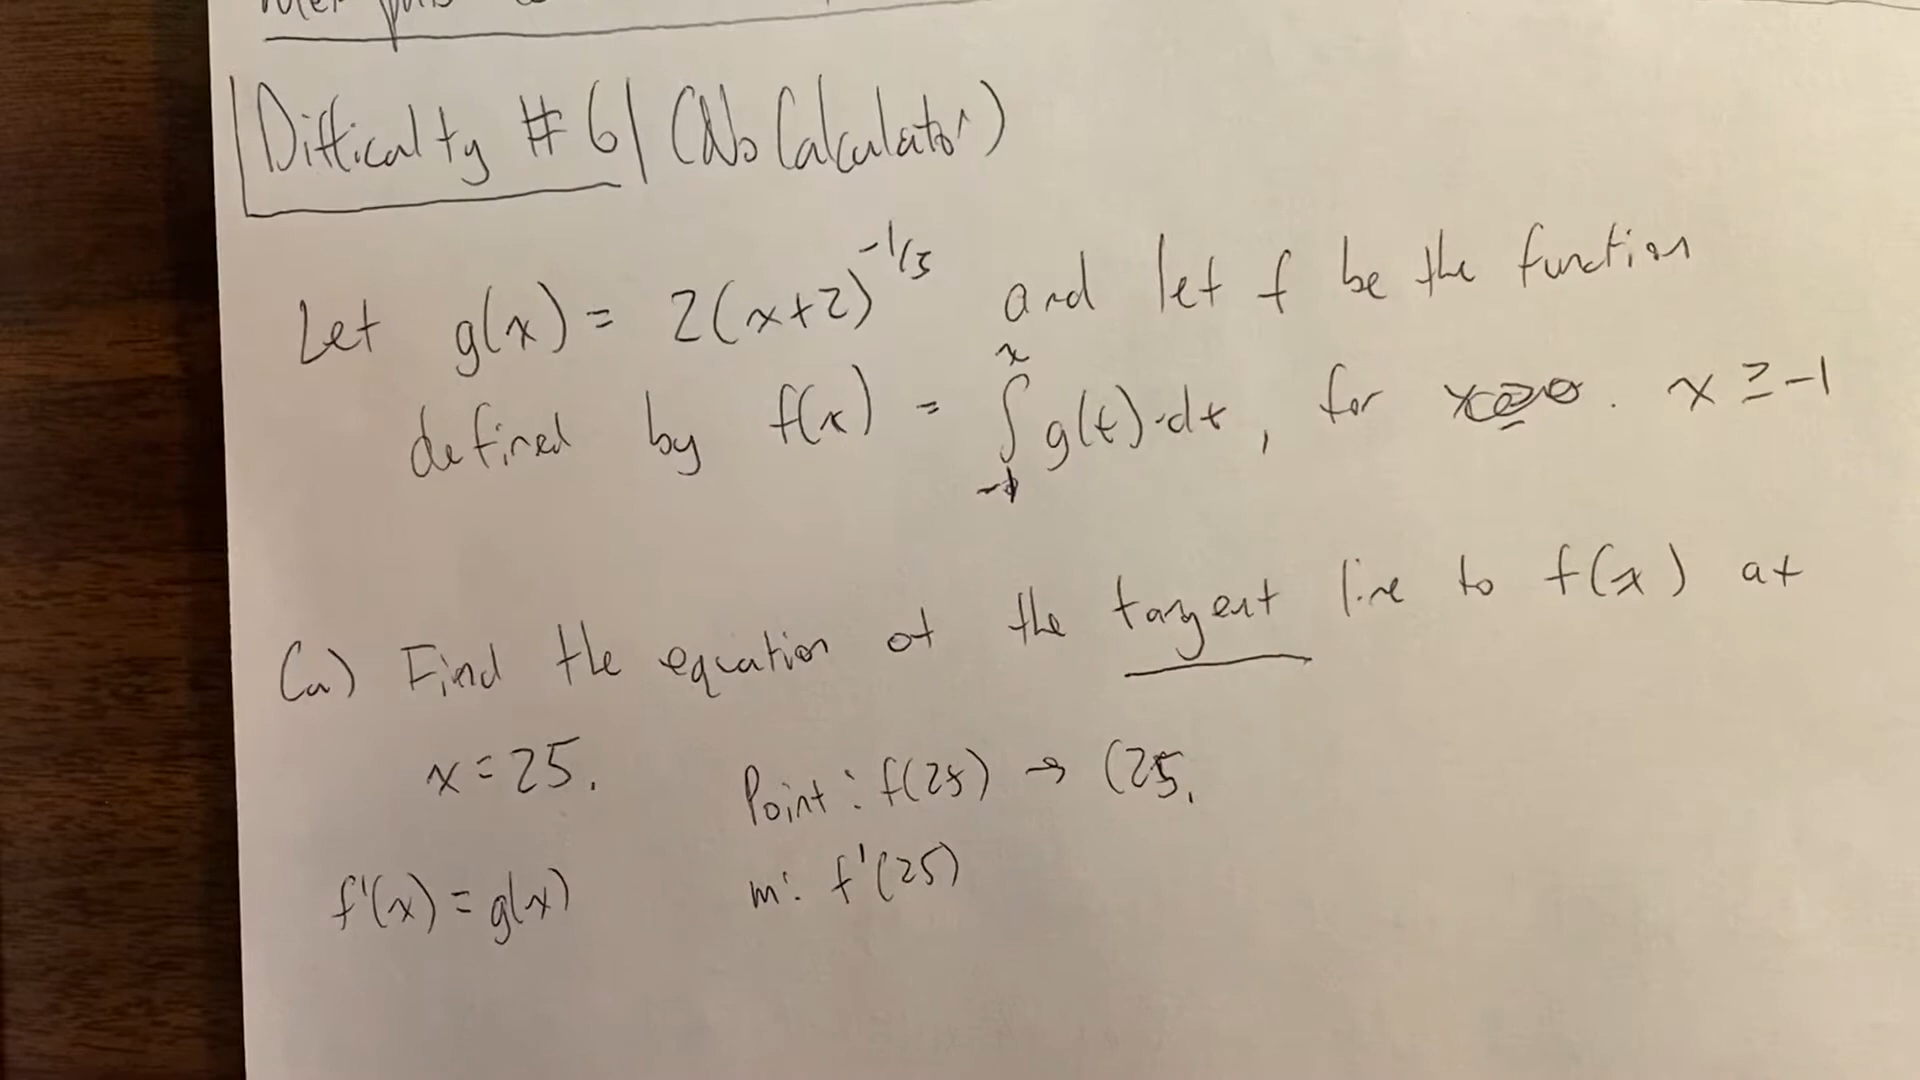 Difficulty #6 (No Calculator)
Let g(x) = 2(x+2)^{-1/3} and let f be the function
defined by f(x) = ∫_{-1}^{x} g(t)·dt, for x ≥ -1
(a) Find the equation of the tangent line to f(x) at
x = 25.
Point: f(25) → (25,
f'(x) = g(x)
m: f'(25)